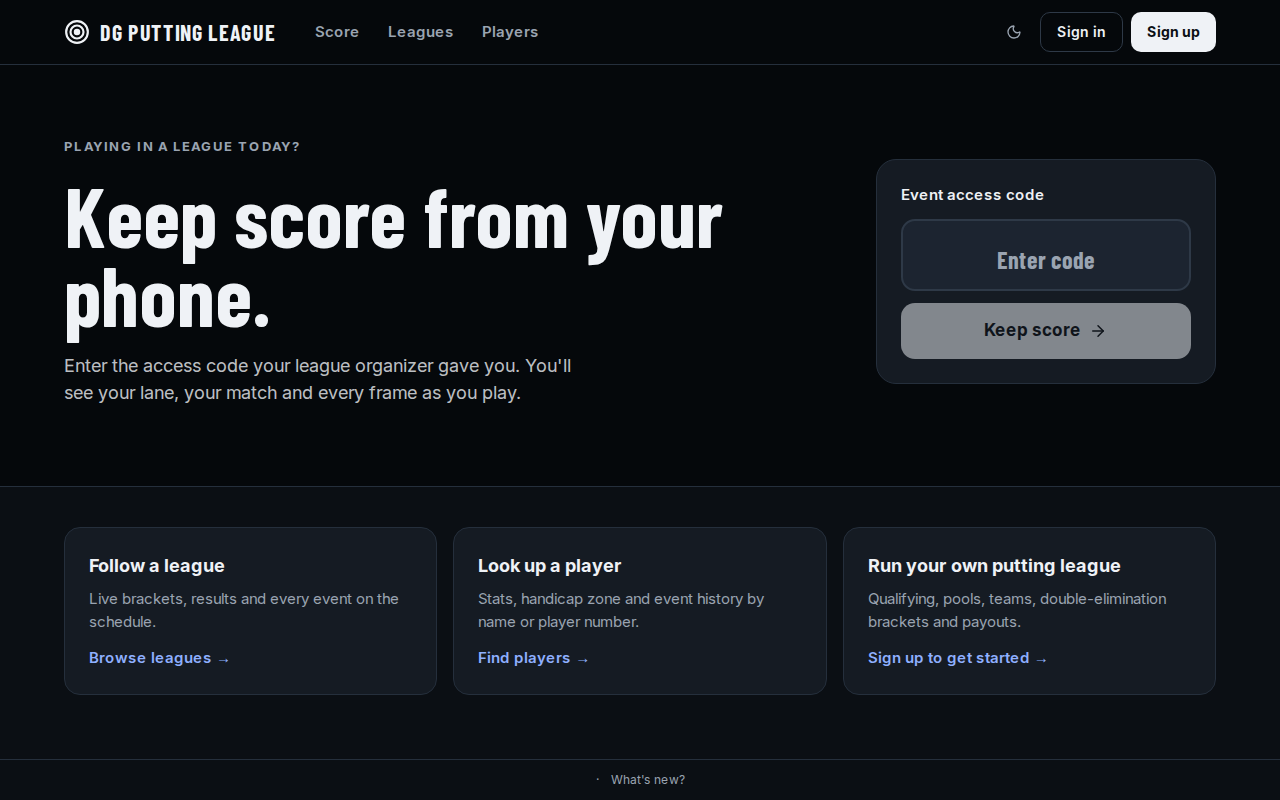 DG PUTTING LEAGUE
Score
Leagues
Players
Sign in
Sign up
PLAYING IN A LEAGUE TODAY?
Keep score from your
phone.
Enter the access code your league organizer gave you. You'll
see your lane, your match and every frame as you play.
Event access code
Enter code
Keep score →
Follow a league
Live brackets, results and every event on the
schedule.
Browse leagues →
Look up a player
Stats, handicap zone and event history by
name or player number.
Find players →
Run your own putting league
Qualifying, pools, teams, double-elimination
brackets and payouts.
Sign up to get started →
· What's new?